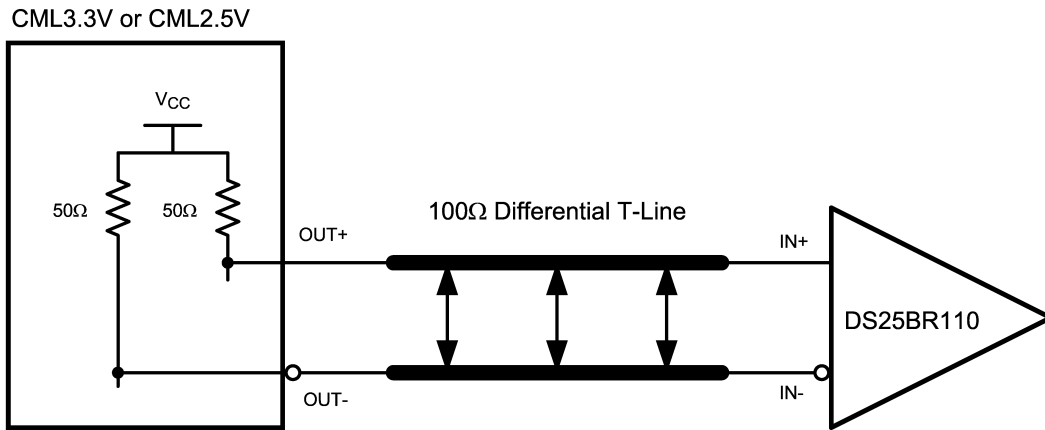 CML3.3V or CML2.5V
VCC
50Ω 50Ω
100Ω Differential T-Line
OUT+
IN+
DS25BR110
OUT-
IN-